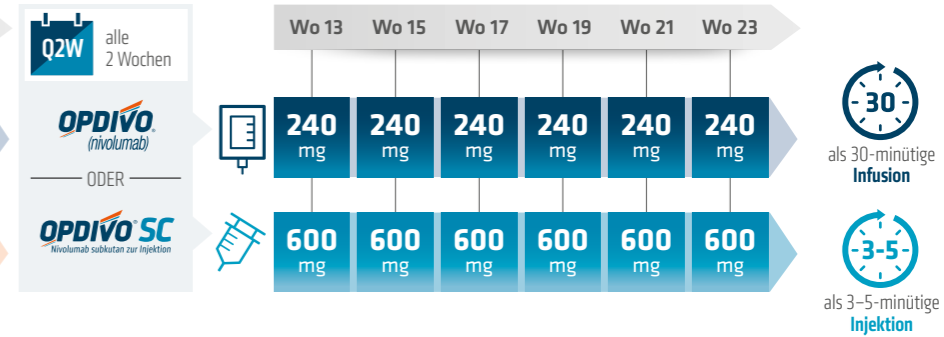 Q2W
alle
2 Wochen
Wo 13 Wo 15 Wo 17 Wo 19 Wo 21 Wo 23
OPDIVO®
(nivolumab)
240 240 240 240 240 240
mg mg mg mg mg mg
30
als 30-minütige
Infusion
ODER
OPDIVO® SC
Nivolumab subkutan zur Injektion
600 600 600 600 600 600
mg mg mg mg mg mg
3-5
als 3–5-minütige
Injektion